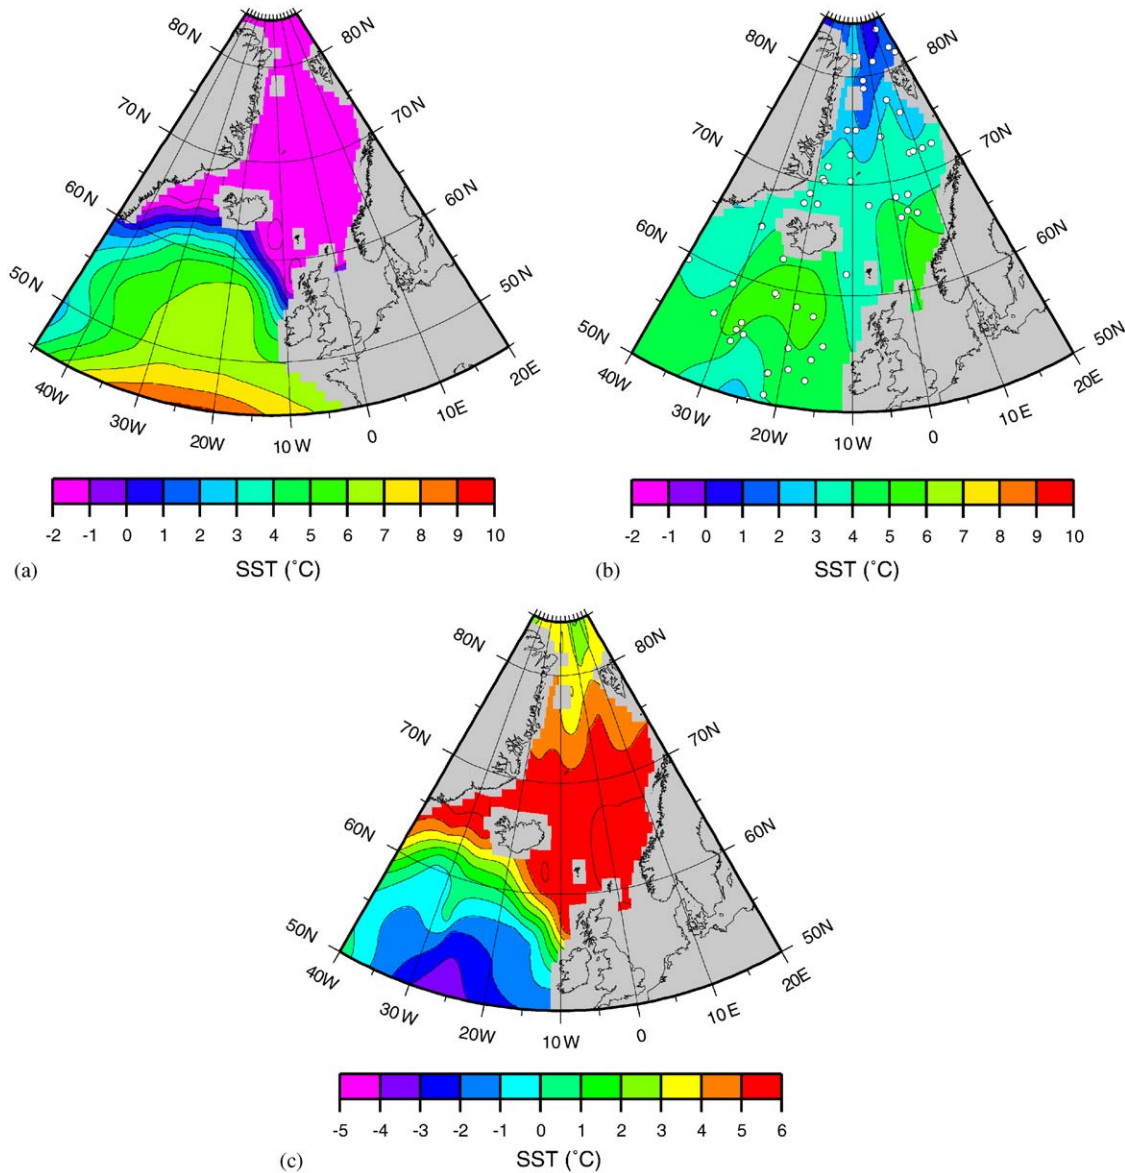 80N 80N
70N 70N
60N 60N
50N 50N
40W 30W 20W 10W 0 10E 20E
-2 -1 0 1 2 3 4 5 6 7 8 9 10
(a) SST (˚C)
80N 80N
70N 70N
60N 60N
50N 50N
40W 30W 20W 10W 0 10E 20E
-2 -1 0 1 2 3 4 5 6 7 8 9 10
(b) SST (˚C)
80N 80N
70N 70N
60N 60N
50N 50N
40W 30W 20W 10W 0 10E 20E
-5 -4 -3 -2 -1 0 1 2 3 4 5 6
(c) SST (˚C)